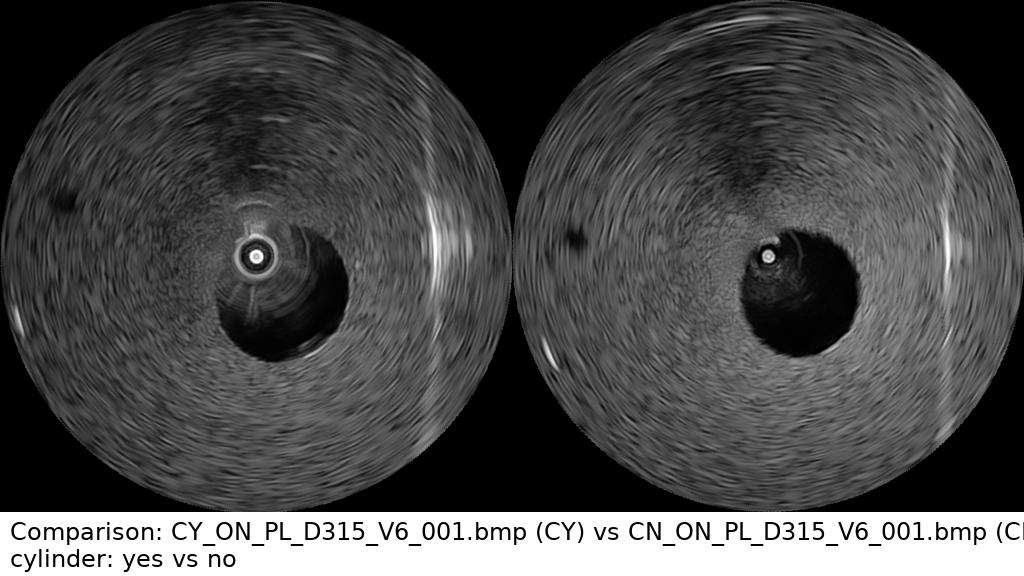 Comparison: CY_ON_PL_D315_V6_001.bmp (CY) vs CN_ON_PL_D315_V6_001.bmp
cylinder: yes vs no